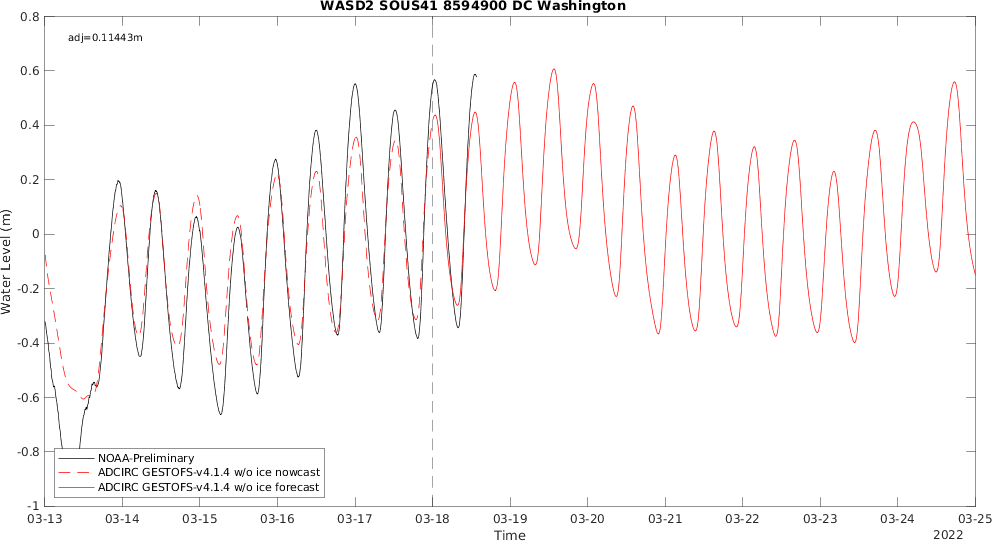 WASD2 SOUS41 8594900 DC Washington
adj=0.11443m
0.8
0.6
0.4
0.2
0
-0.2
-0.4
-0.6
-0.8
-1
Water Level (m)
NOAA-Preliminary
ADCIRC GESTOFS-v4.1.4 w/o ice nowcast
ADCIRC GESTOFS-v4.1.4 w/o ice forecast
03-13 03-14 03-15 03-16 03-17 03-18 03-19 03-20 03-21 03-22 03-23 03-24 03-25
Time
2022